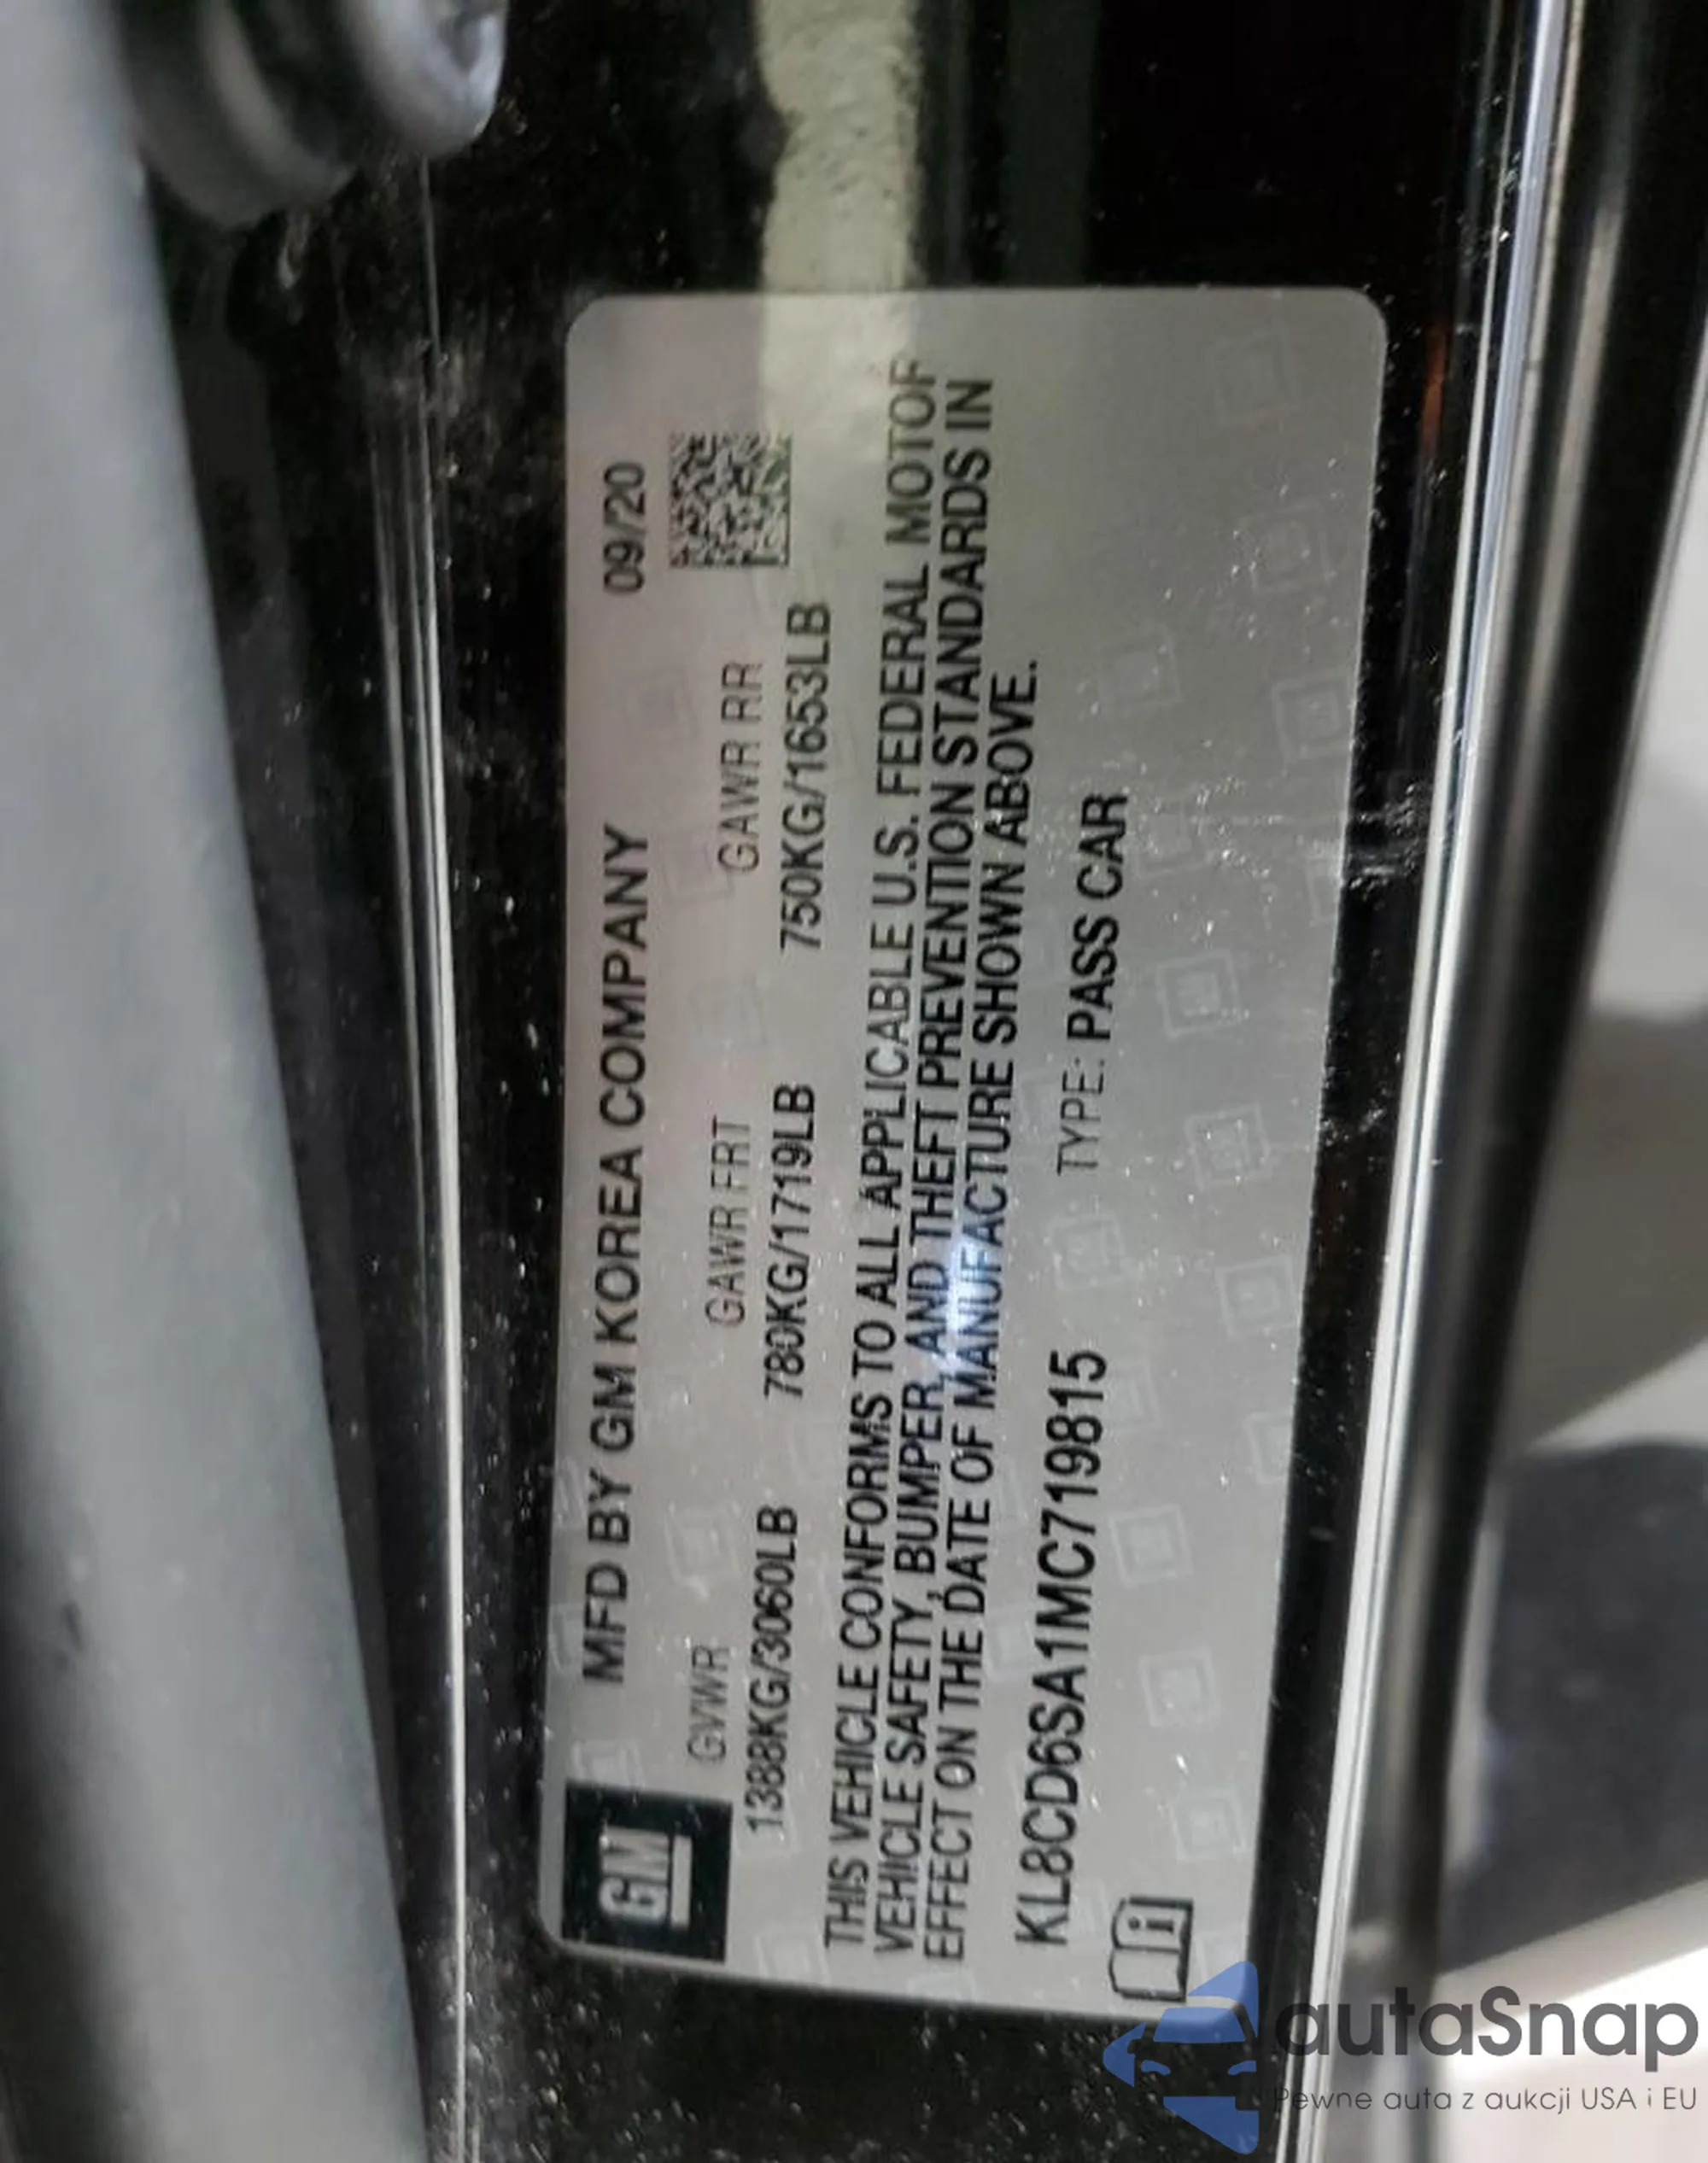 GM
MFD BY GM KOREA COMPANY 09/20
GVWR GAWR FRT GAWR RR
1388KG/3060LB 780KG/1719LB 750KG/1653LB
THIS VEHICLE CONFORMS TO ALL APPLICABLE U.S. FEDERAL MOTOR
VEHICLE SAFETY, BUMPER, AND THEFT PREVENTION STANDARDS IN
EFFECT ON THE DATE OF MANUFACTURE SHOWN ABOVE.
KL8CD6SA1MC719815 TYPE: PASS CAR
i
autaSnap
Pewne auta z aukcji USA i EU